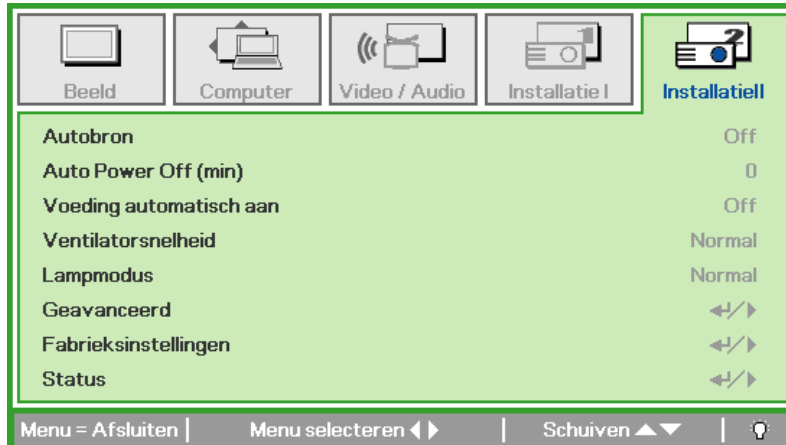 Beeld Computer Video / Audio Installatie I InstallatieII
Autobron Off
Auto Power Off (min) 0
Voeding automatisch aan Off
Ventilatorsnelheid Normal
Lampmodus Normal
Geavanceerd
Fabrieksinstellingen
Status
Menu = Afsluiten | Menu selecteren | Schuiven |